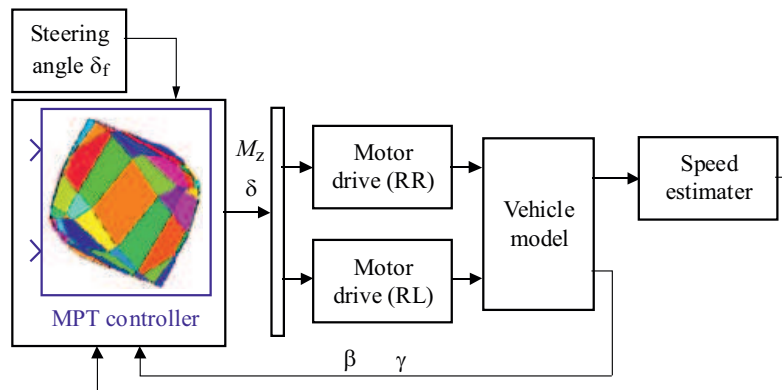 Steering
angle δf
MPT controller
Mz
δ
Motor
drive (RR)
Motor
drive (RL)
Vehicle
model
Speed
estimater
β γ